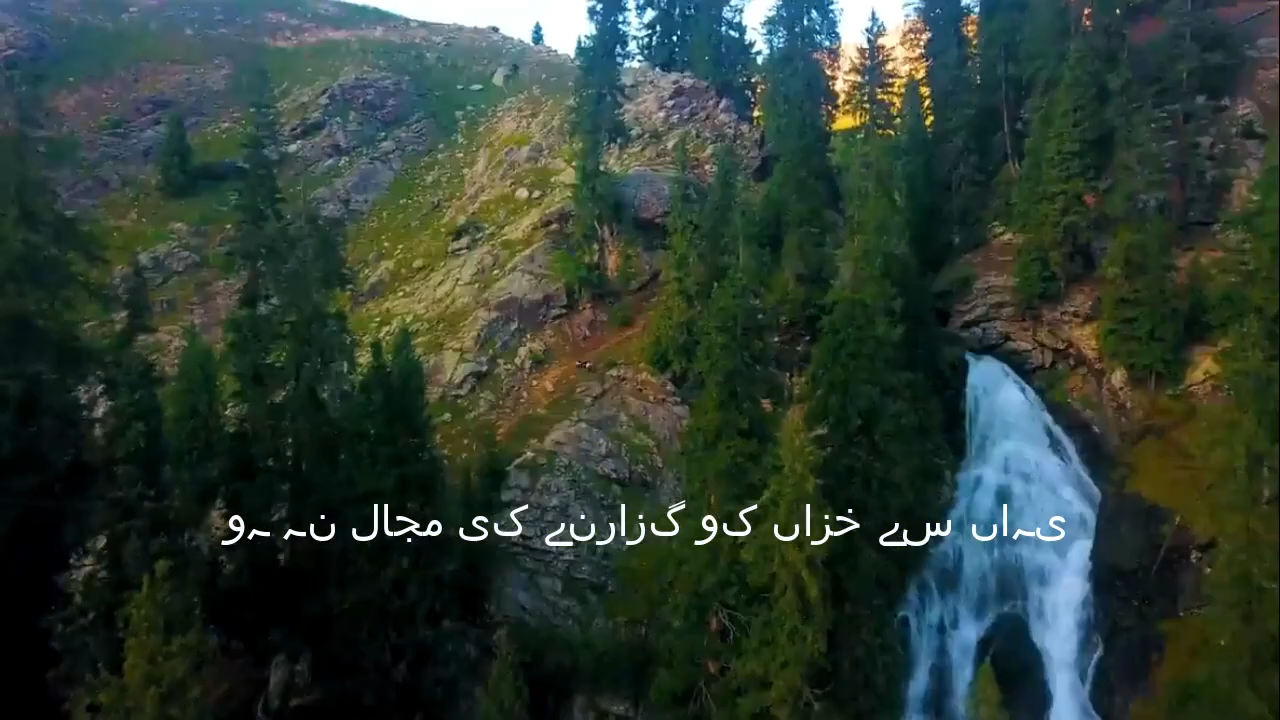 یہاں سے خزاں کو گزارنے کی مجال نہ ہو